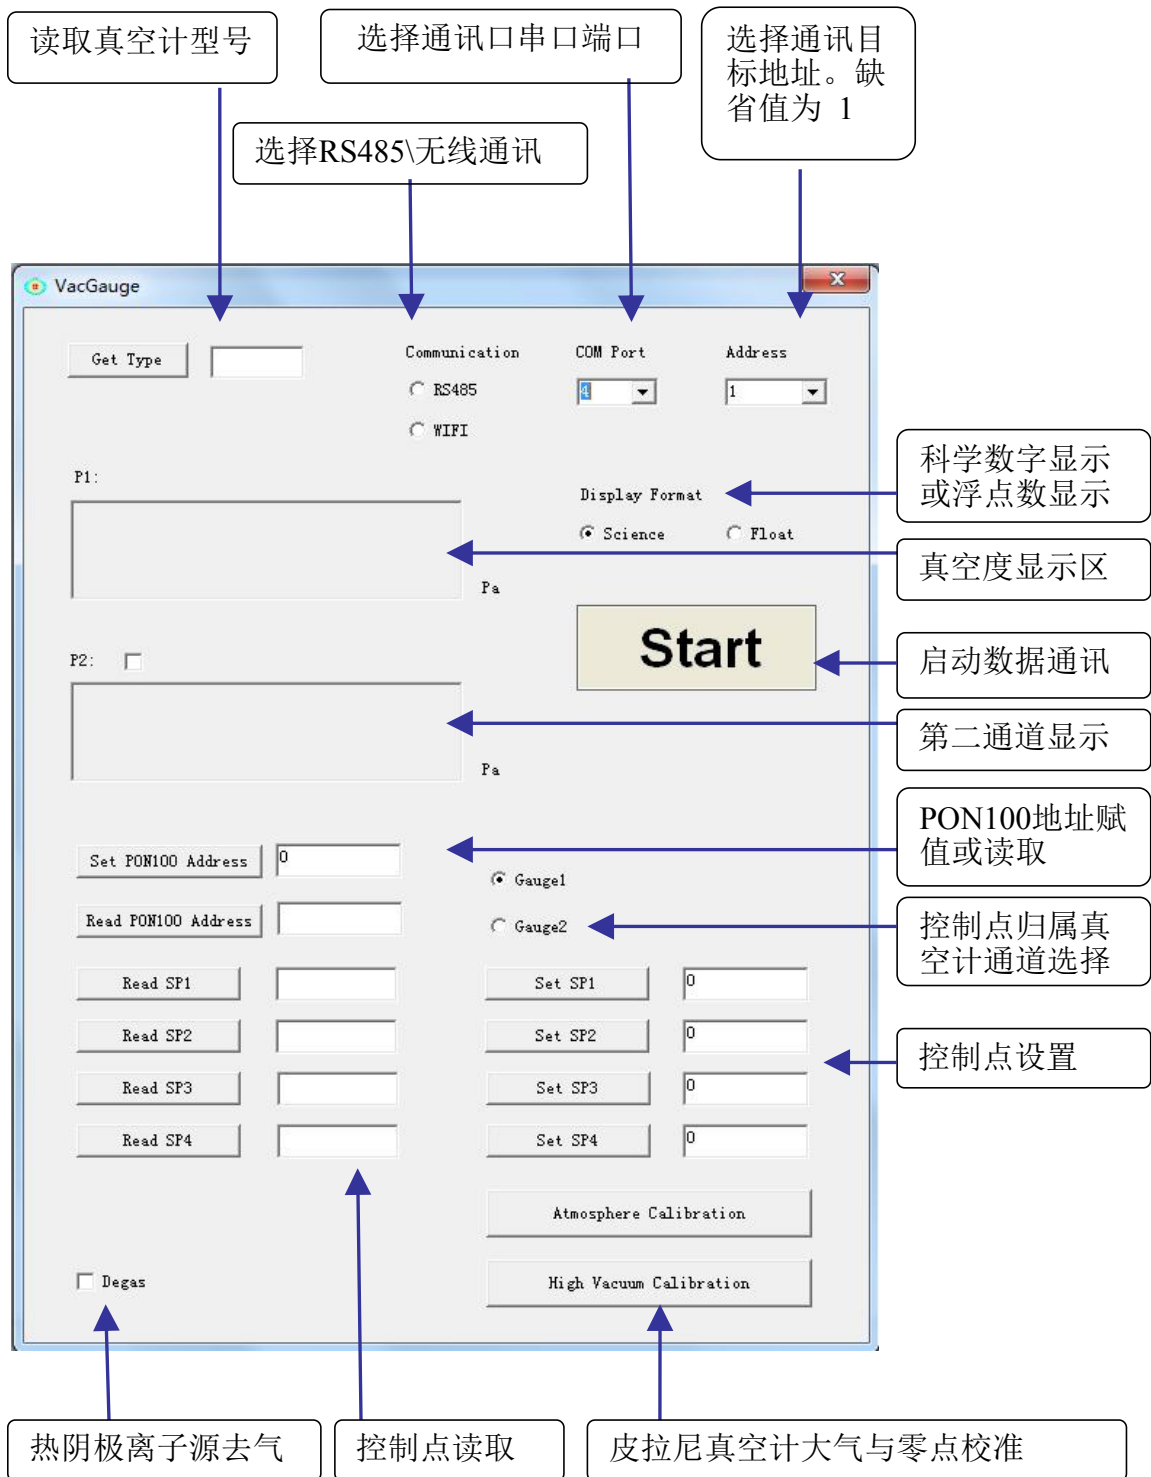 读取真空计型号
选择通讯口串口端口
选择通讯目
标地址。缺
省值为 1
选择RS485\无线通讯
VacGauge
Get Type
Communication
COM Port
Address
RS485
4
1
WIFI
科学数字显示
或浮点数显示
P1:
Display Format
Science
Float
真空度显示区
Pa
Start
启动数据通讯
P2:
第二通道显示
Pa
PON100地址赋
值或读取
Set PON100 Address
0
Gauge1
Read PON100 Address
Gauge2
控制点归属真
空计通道选择
Read SP1
Set SP1
0
Read SP2
Set SP2
0
控制点设置
Read SP3
Set SP3
0
Read SP4
Set SP4
0
Atmosphere Calibration
Degas
High Vacuum Calibration
热阴极离子源去气
控制点读取
皮拉尼真空计大气与零点校准